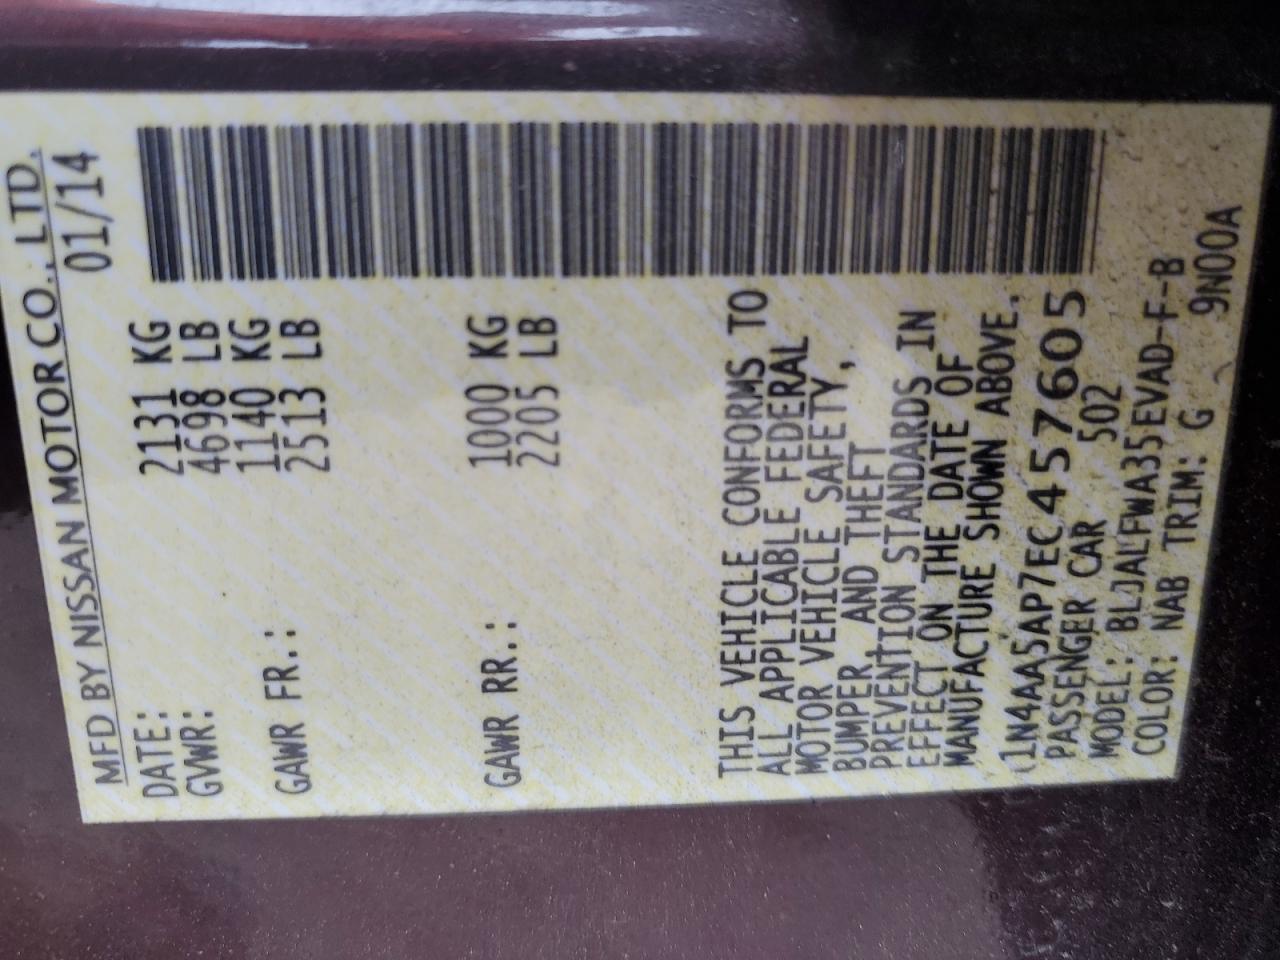 MFD BY NISSAN MOTOR CO., LTD.
DATE: 01/14
GVWR: 2131 KG
4698 LB
GAWR FR.: 1140 KG
2513 LB
GAWR RR.: 1000 KG
2205 LB
THIS VEHICLE CONFORMS TO
ALL APPLICABLE FEDERAL
MOTOR VEHICLE SAFETY,
BUMPER, AND THEFT
PREVENTION STANDARDS IN
EFFECT ON THE DATE OF
MANUFACTURE SHOWN ABOVE.
1N4AA5AP7EC457605
PASSENGER CAR 502
MODEL: BLJALFWA35EVAD-F-B
COLOR: NAB TRIM: G 9N00A